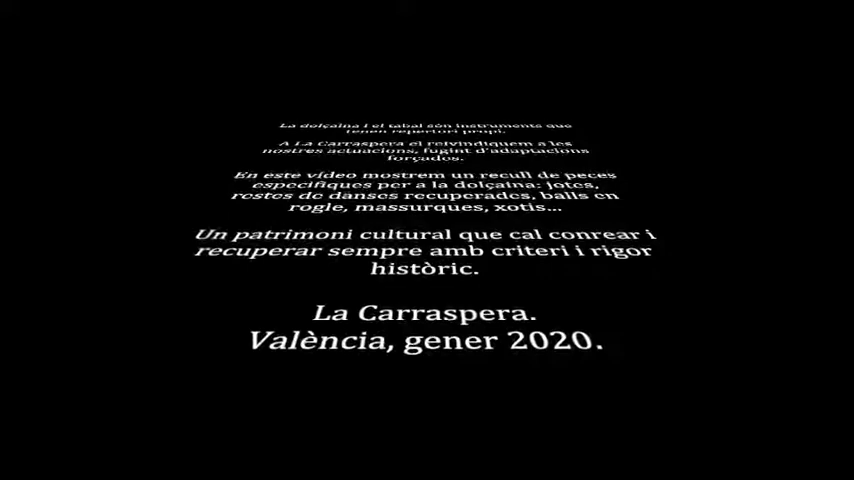 La dolçaina i el tabal són instruments que
tenen repertori propi.
A La Carraspera el reivindiquem a les
nostres actuacions, fugint d'adaptacions
forçades.
En este vídeo mostrem un recull de peces
específiques per a la dolçaina: jotes,
restes de danses recuperades, balls en
rogle, massurques, xotis...
Un patrimoni cultural que cal conrear i
recuperar sempre amb criteri i rigor
històric.
La Carraspera.
València, gener 2020.